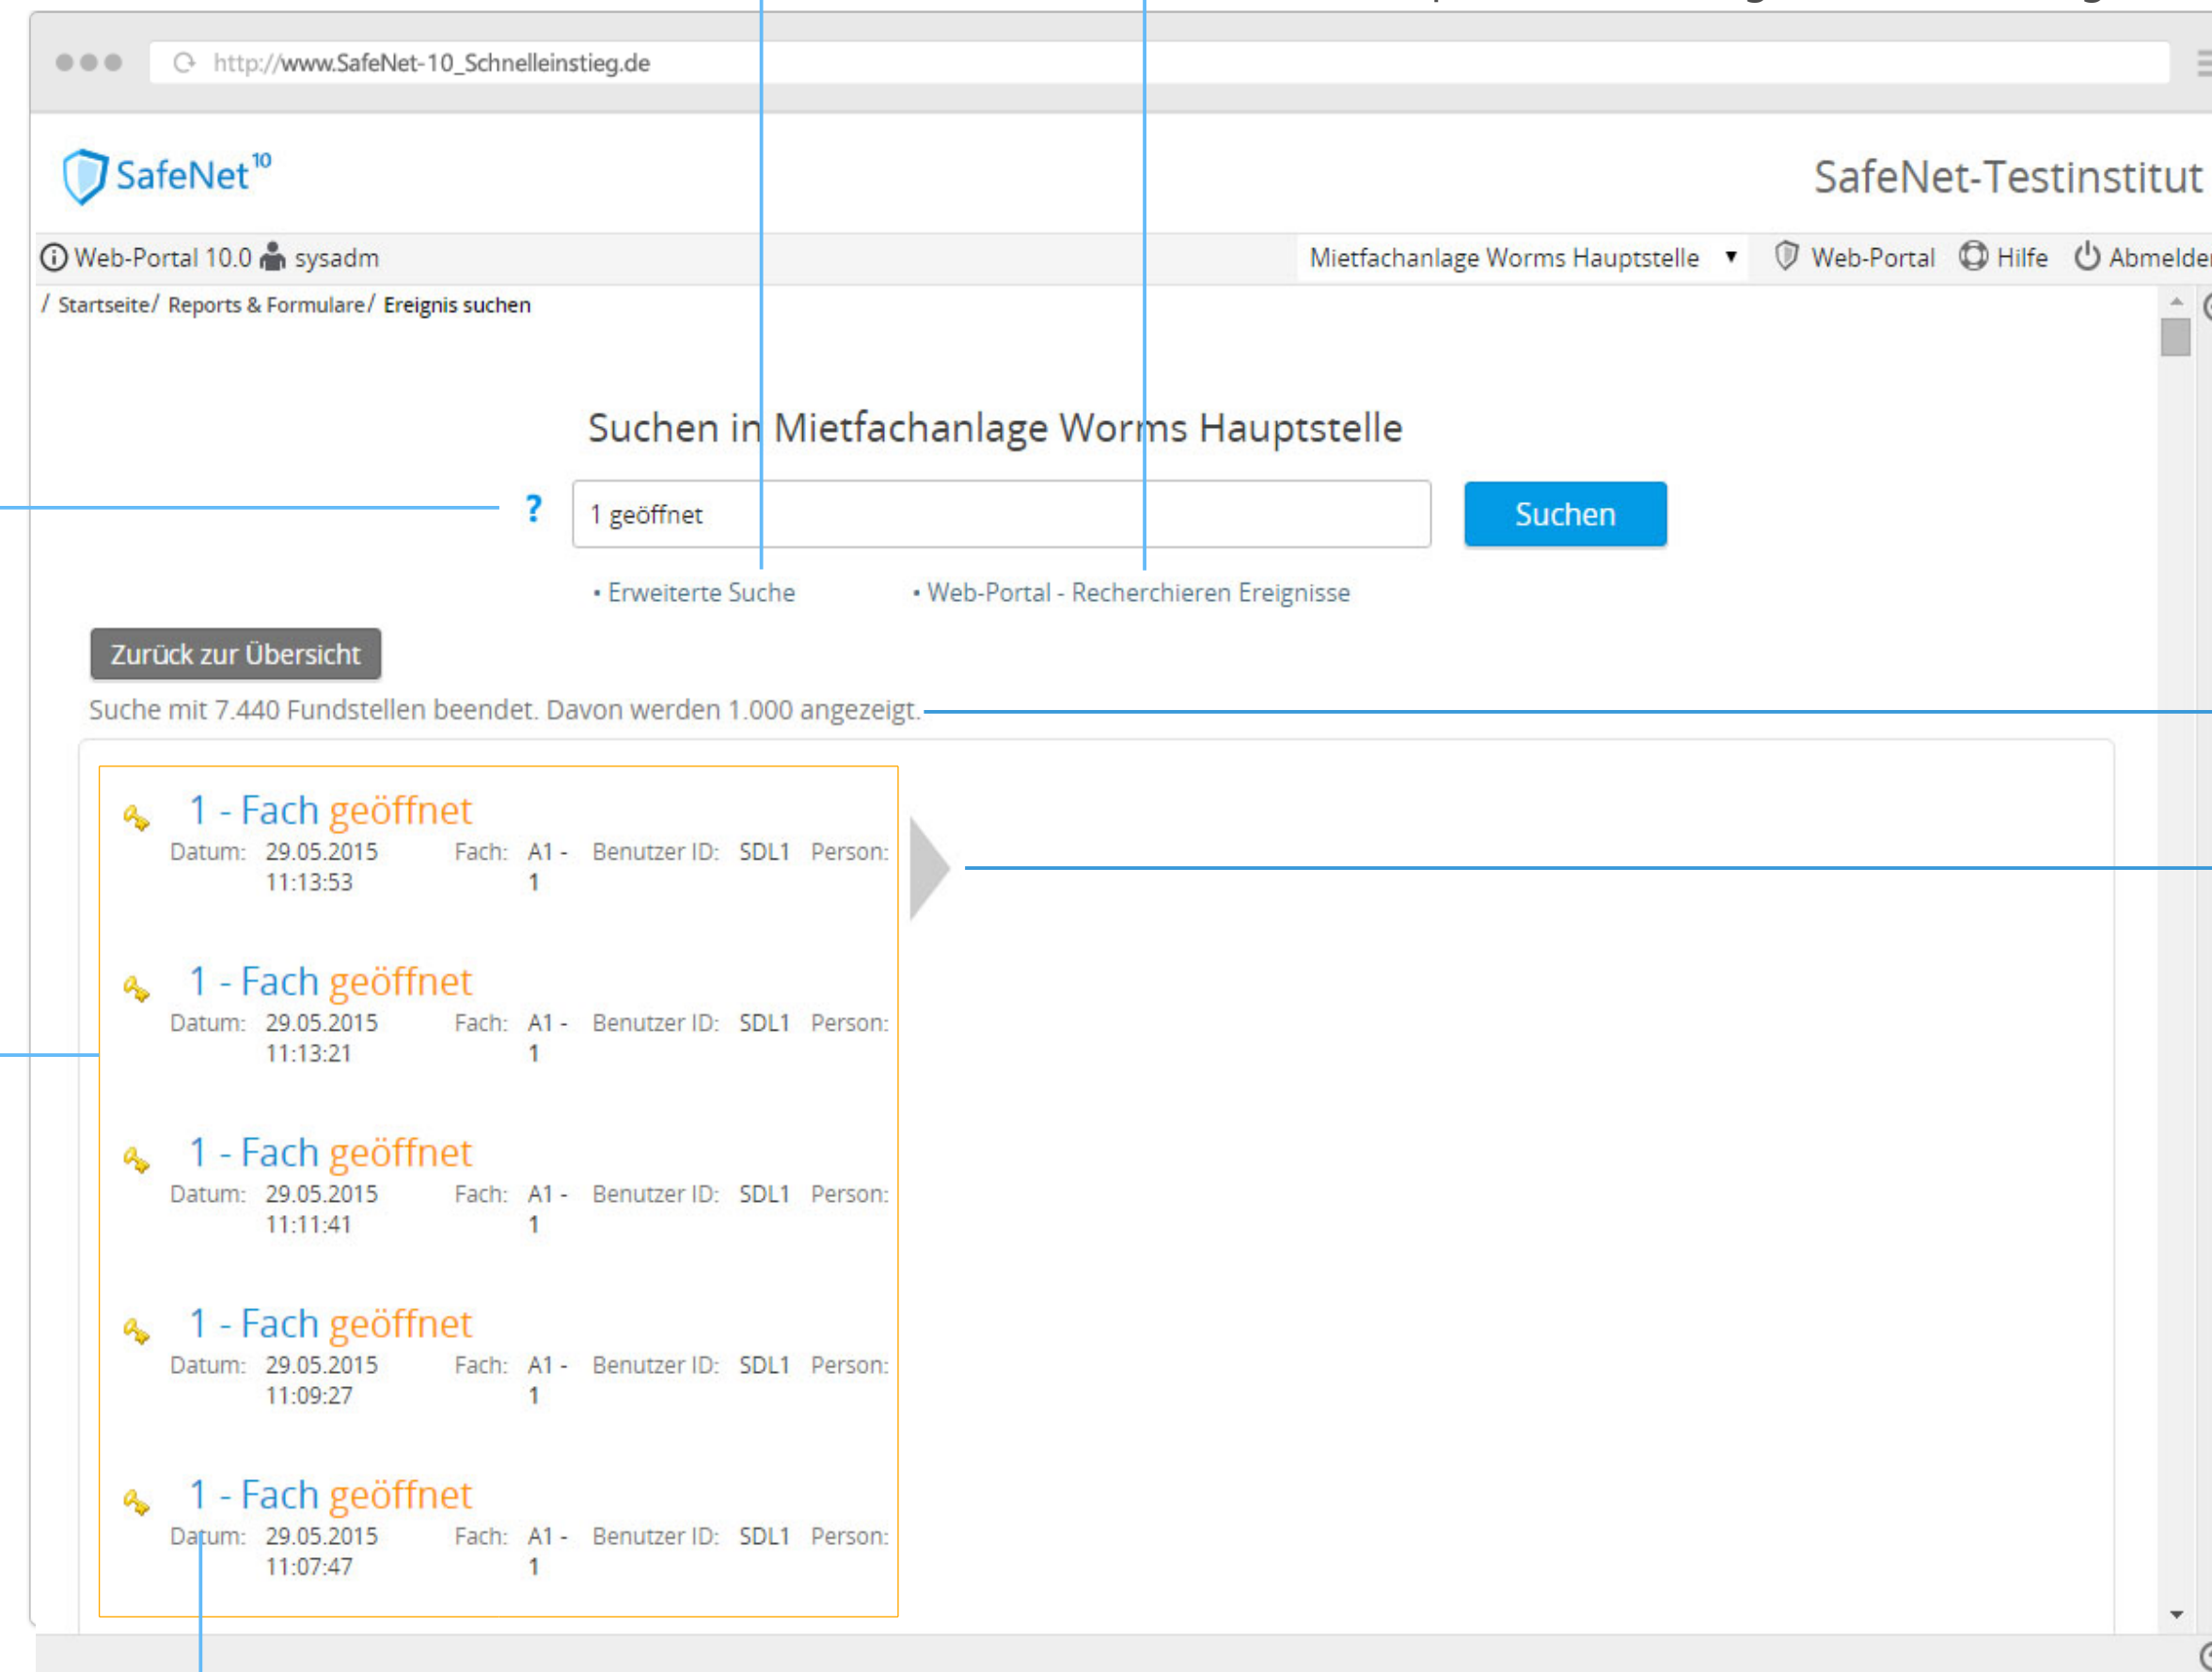 http://www.SafeNet-10_Schnelleinstieg.de
SafeNet10
SafeNet-Testinstitut
Web-Portal 10.0 sysadm Mietfachanlage Worms Hauptstelle Web-Portal Hilfe Abmelden
/ Startseite/ Reports & Formulare/ Ereignis suchen
Suchen in Mietfachanlage Worms Hauptstelle
? 1 geöffnet Suchen
• Erweiterte Suche • Web-Portal - Recherchieren Ereignisse
Zurück zur Übersicht
Suche mit 7.440 Fundstellen beendet. Davon werden 1.000 angezeigt.
1 - Fach geöffnet
Datum: 29.05.2015 Fach: A1 - Benutzer ID: SDL1 Person:
11:13:53 1
1 - Fach geöffnet
Datum: 29.05.2015 Fach: A1 - Benutzer ID: SDL1 Person:
11:13:21 1
1 - Fach geöffnet
Datum: 29.05.2015 Fach: A1 - Benutzer ID: SDL1 Person:
11:11:41 1
1 - Fach geöffnet
Datum: 29.05.2015 Fach: A1 - Benutzer ID: SDL1 Person:
11:09:27 1
1 - Fach geöffnet
Datum: 29.05.2015 Fach: A1 - Benutzer ID: SDL1 Person:
11:07:47 1